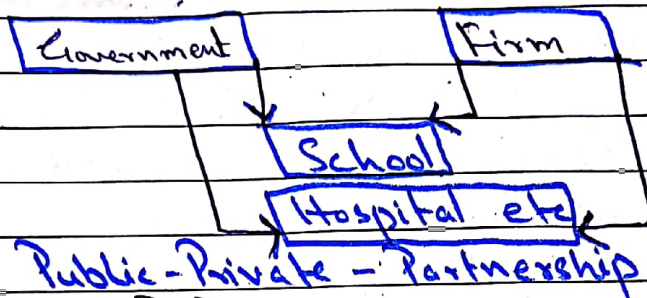 Government Firm
School
Hospital etc
Public-Private-Partnership